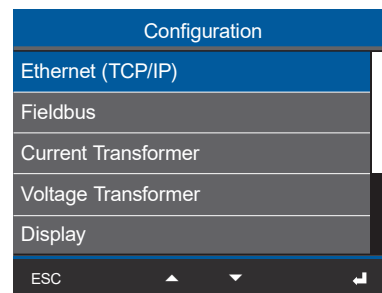 Configuration
Ethernet (TCP/IP)
Fieldbus
Current Transformer
Voltage Transformer
Display
ESC